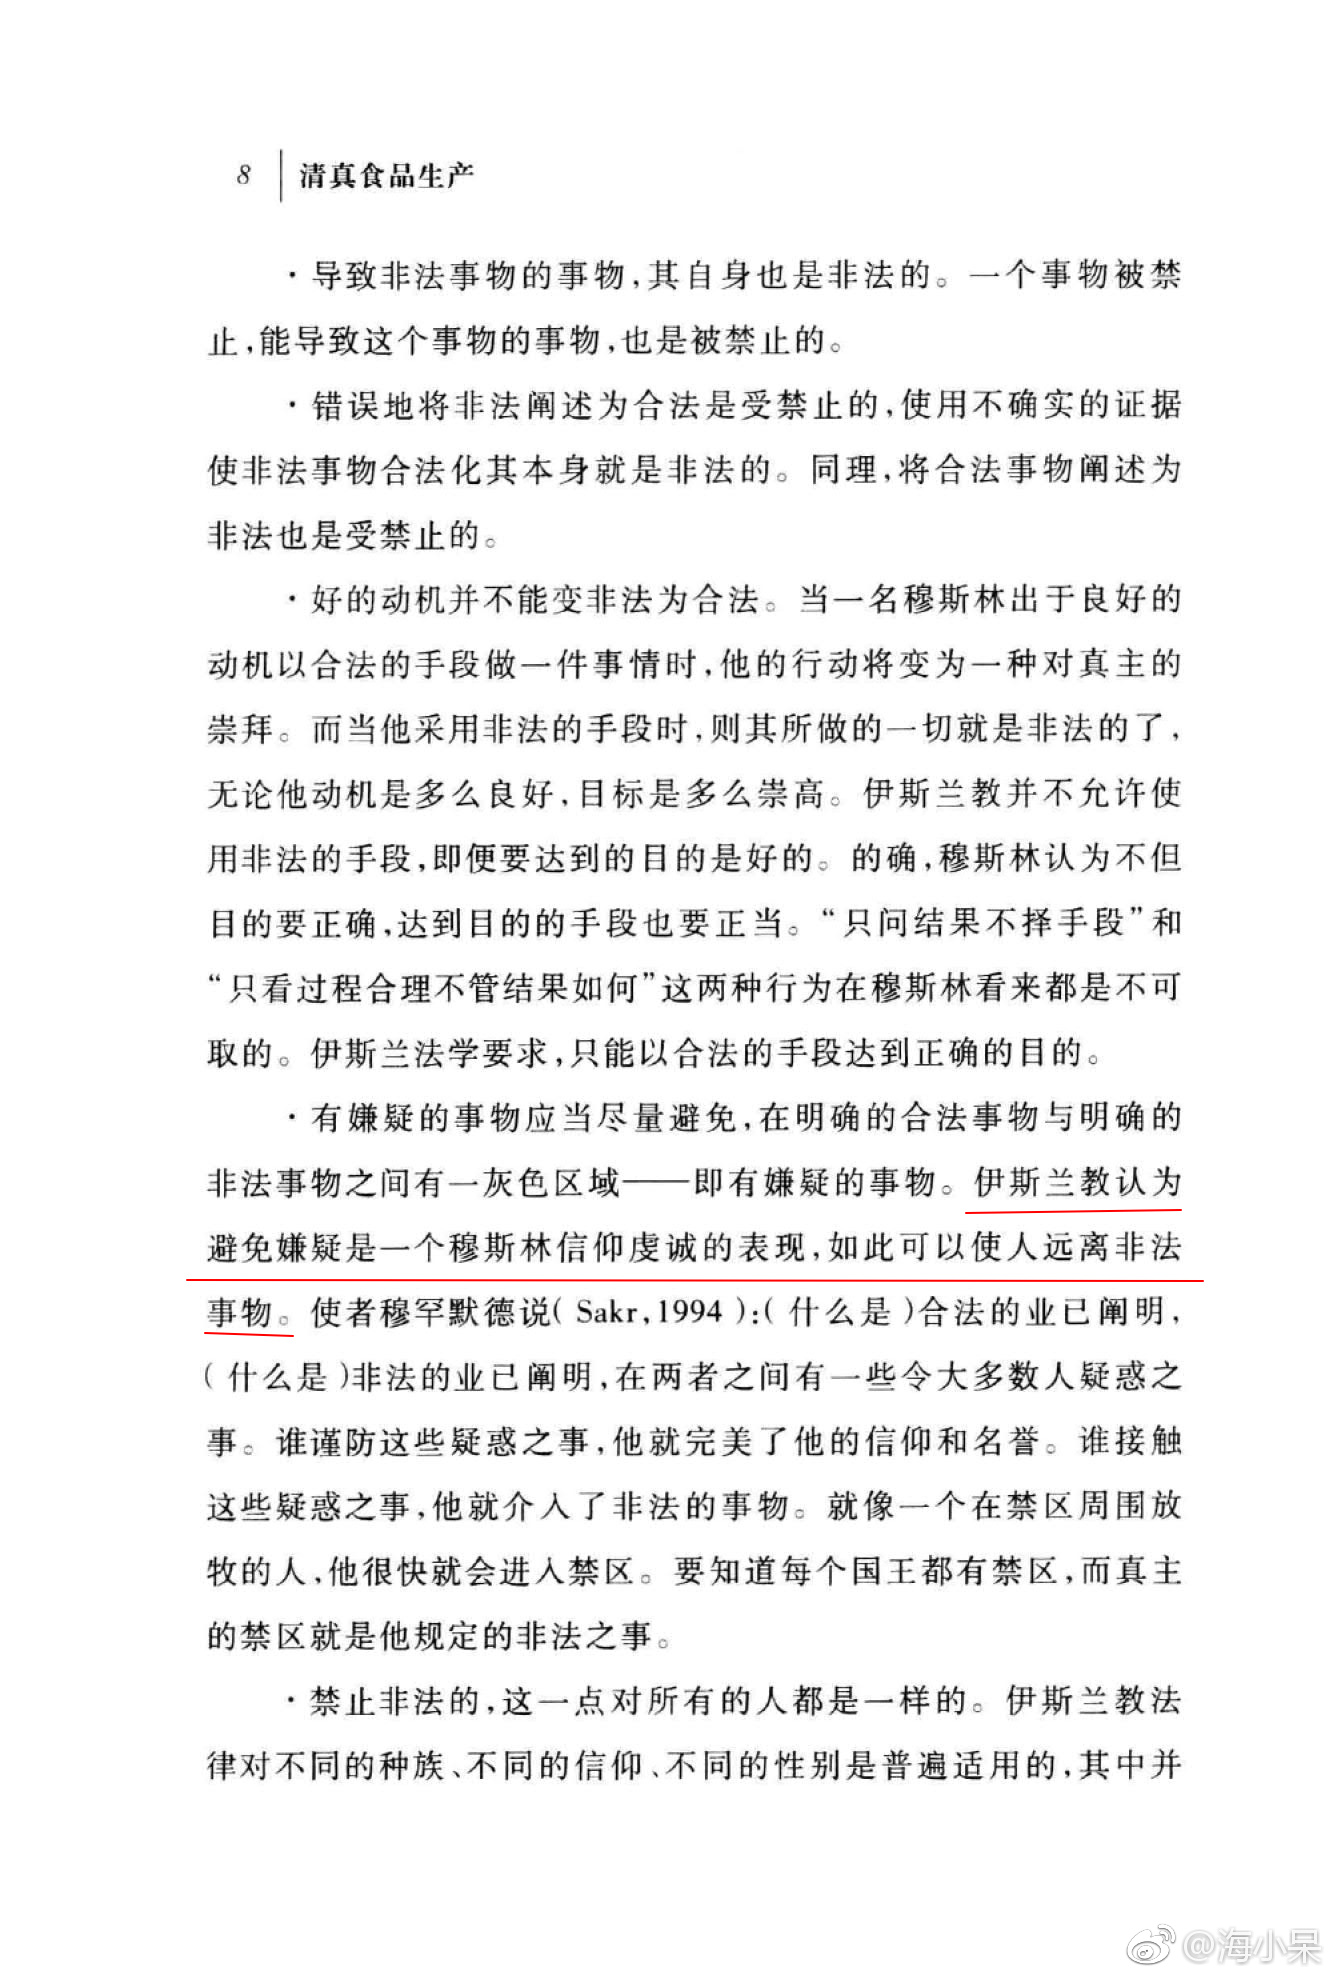 8 清真食品生产
·导致非法事物的事物,其自身也是非法的。一个事物被禁
止,能导致这个事物的事物,也是被禁止的。
·错误地将非法阐述为合法是受禁止的,使用不确实的证据
使非法事物合法化其本身就是非法的。同理,将合法事物阐述为
非法也是受禁止的。
·好的动机并不能变非法为合法。当一名穆斯林出于良好的
动机以合法的手段做一件事情时,他的行动将变为一种对真主的
崇拜。而当他采用非法的手段时,则其所做的一切就是非法的了,
无论他动机是多么良好,目标是多么崇高。伊斯兰教并不允许使
用非法的手段,即便要达到的目的是好的。的确,穆斯林认为不但
目的要正确,达到目的的手段也要正当。“只问结果不择手段”和
“只看过程合理不管结果如何”这两种行为在穆斯林看来都是不可
取的。伊斯兰法学要求,只能以合法的手段达到正确的目的。
·有嫌疑的事物应当尽量避免,在明确的合法事物与明确的
非法事物之间有一灰色区域——即有嫌疑的事物。伊斯兰教认为
避免嫌疑是一个穆斯林信仰虔诚的表现,如此可以使人远离非法
事物。使者穆罕默德说(Sakr,1994):(什么是)合法的业已阐明,
(什么是)非法的业已阐明,在两者之间有一些令大多数人疑惑之
事。谁谨防这些疑惑之事,他就完美了他的信仰和名誉。谁接触
这些疑惑之事,他就介入了非法的事物。就像一个在禁区周围放
牧的人,他很快就会进入禁区。要知道每个国王都有禁区,而真主
的禁区就是他规定的非法之事。
·禁止非法的,这一点对所有的人都是一样的。伊斯兰教法
律对不同的种族、不同的信仰、不同的性别是普遍适用的,其中并
@海小呆